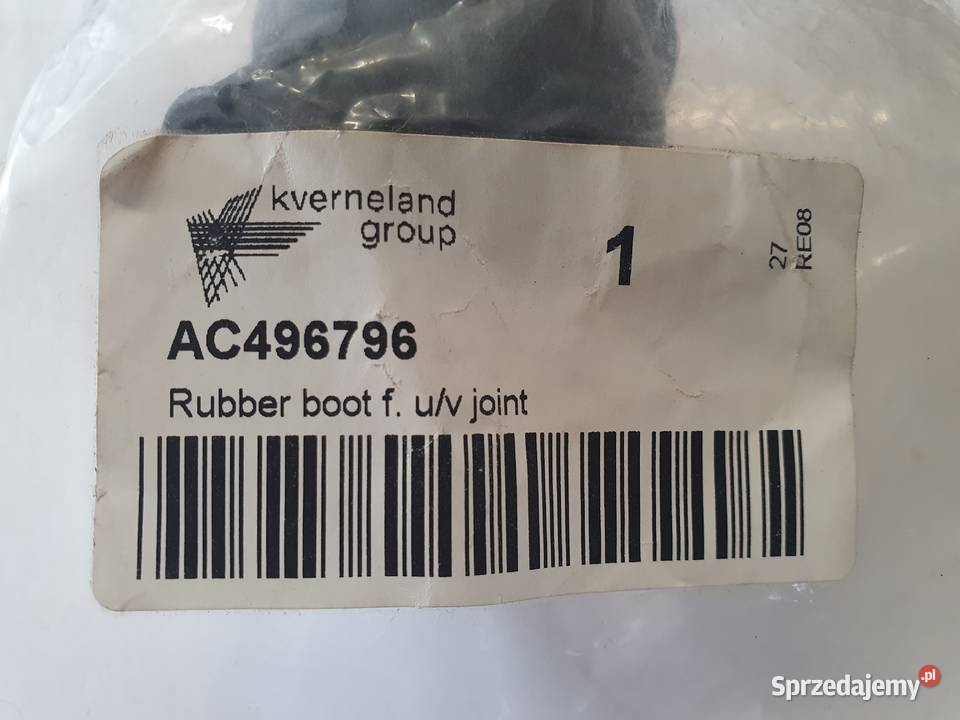 kverneland
group
1
27
RE08
AC496796
Rubber boot f. u/v joint
Sprzedajemy.pl